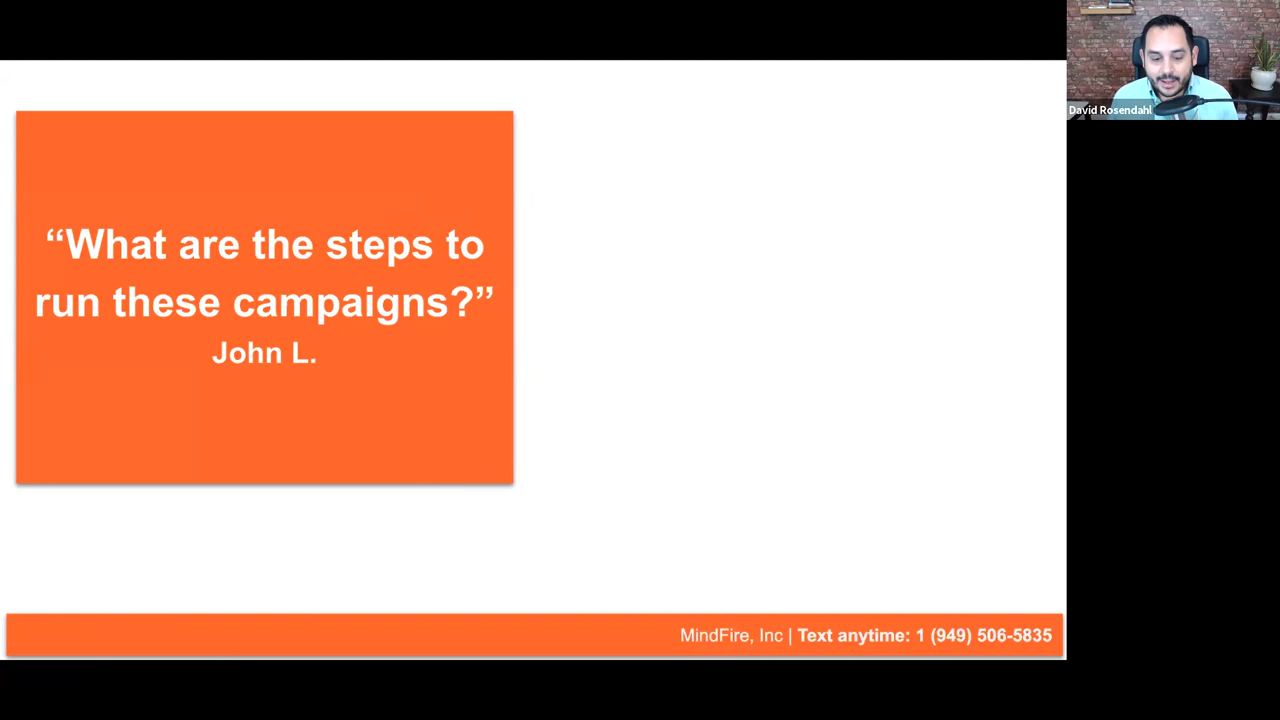 “What are the steps to
run these campaigns?”
John L.
MindFire, Inc | Text anytime: 1 (949) 506-5835
David Rosendahl